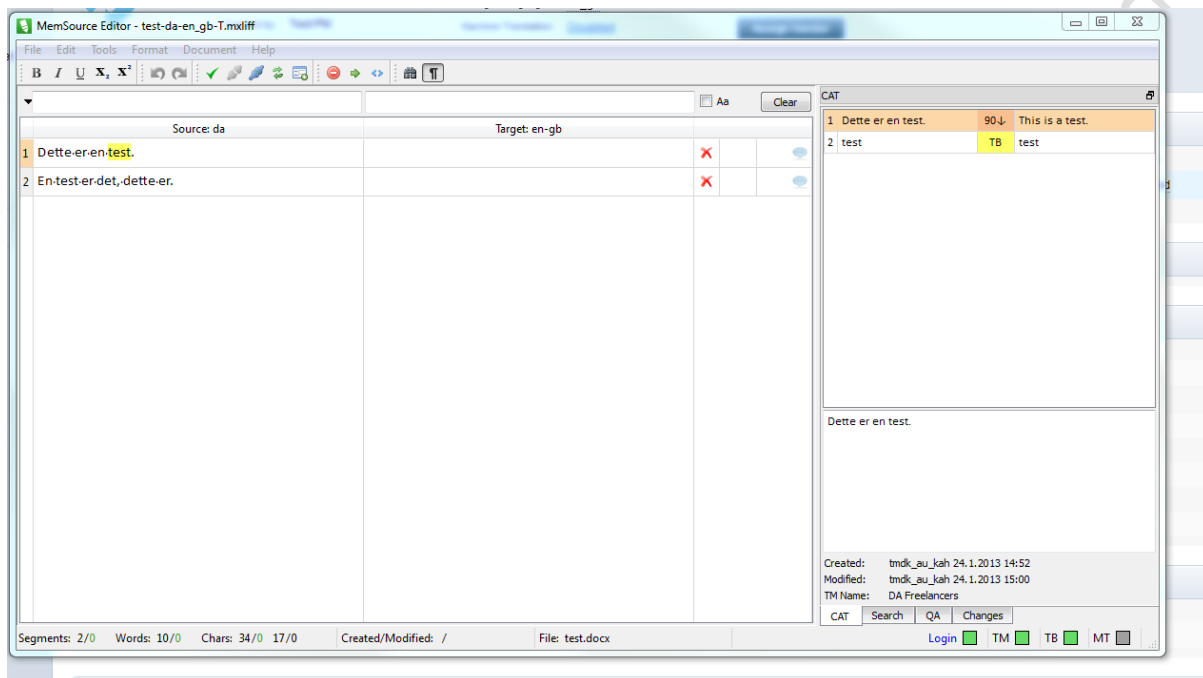 MemSource Editor - test-da-en_gb-T.mxliff
File Edit Tools Format Document Help
B I U X, X²
Aa Clear
CAT
Source: da Target: en-gb
1 Dette·er·en·test.
2 En·test·er·det,·dette·er.
1 Dette er en test. 90↓ This is a test.
2 test TB test
Dette er en test.
Created: tmdk_au_kah 24.1.2013 14:52
Modified: tmdk_au_kah 24.1.2013 15:00
TM Name: DA Freelancers
CAT Search QA Changes
Segments: 2/0 Words: 10/0 Chars: 34/0 17/0 Created/Modified: / File: test.docx Login TM TB MT